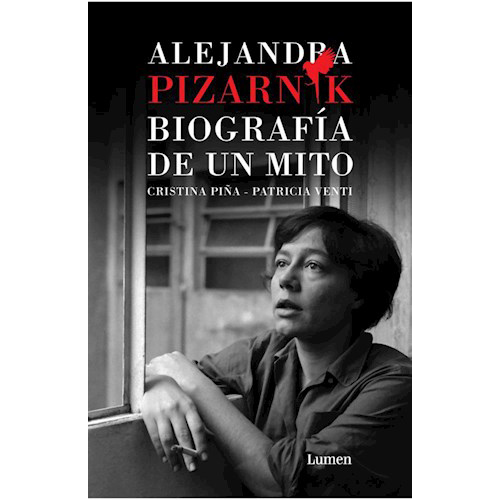 ALEJANDRA
PIZARNIK
BIOGRAFÍA
DE UN MITO
CRISTINA PIÑA - PATRICIA VENTI
Lumen